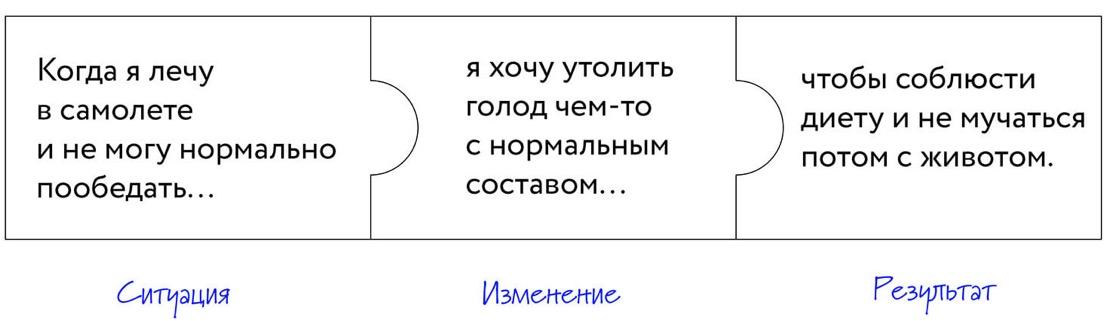 Когда я лечу
в самолете
и не могу нормально
пообедать...
я хочу утолить
голод чем-то
с нормальным
составом...
чтобы соблюсти
диету и не мучаться
потом с животом.
Ситуация
Изменение
Результат